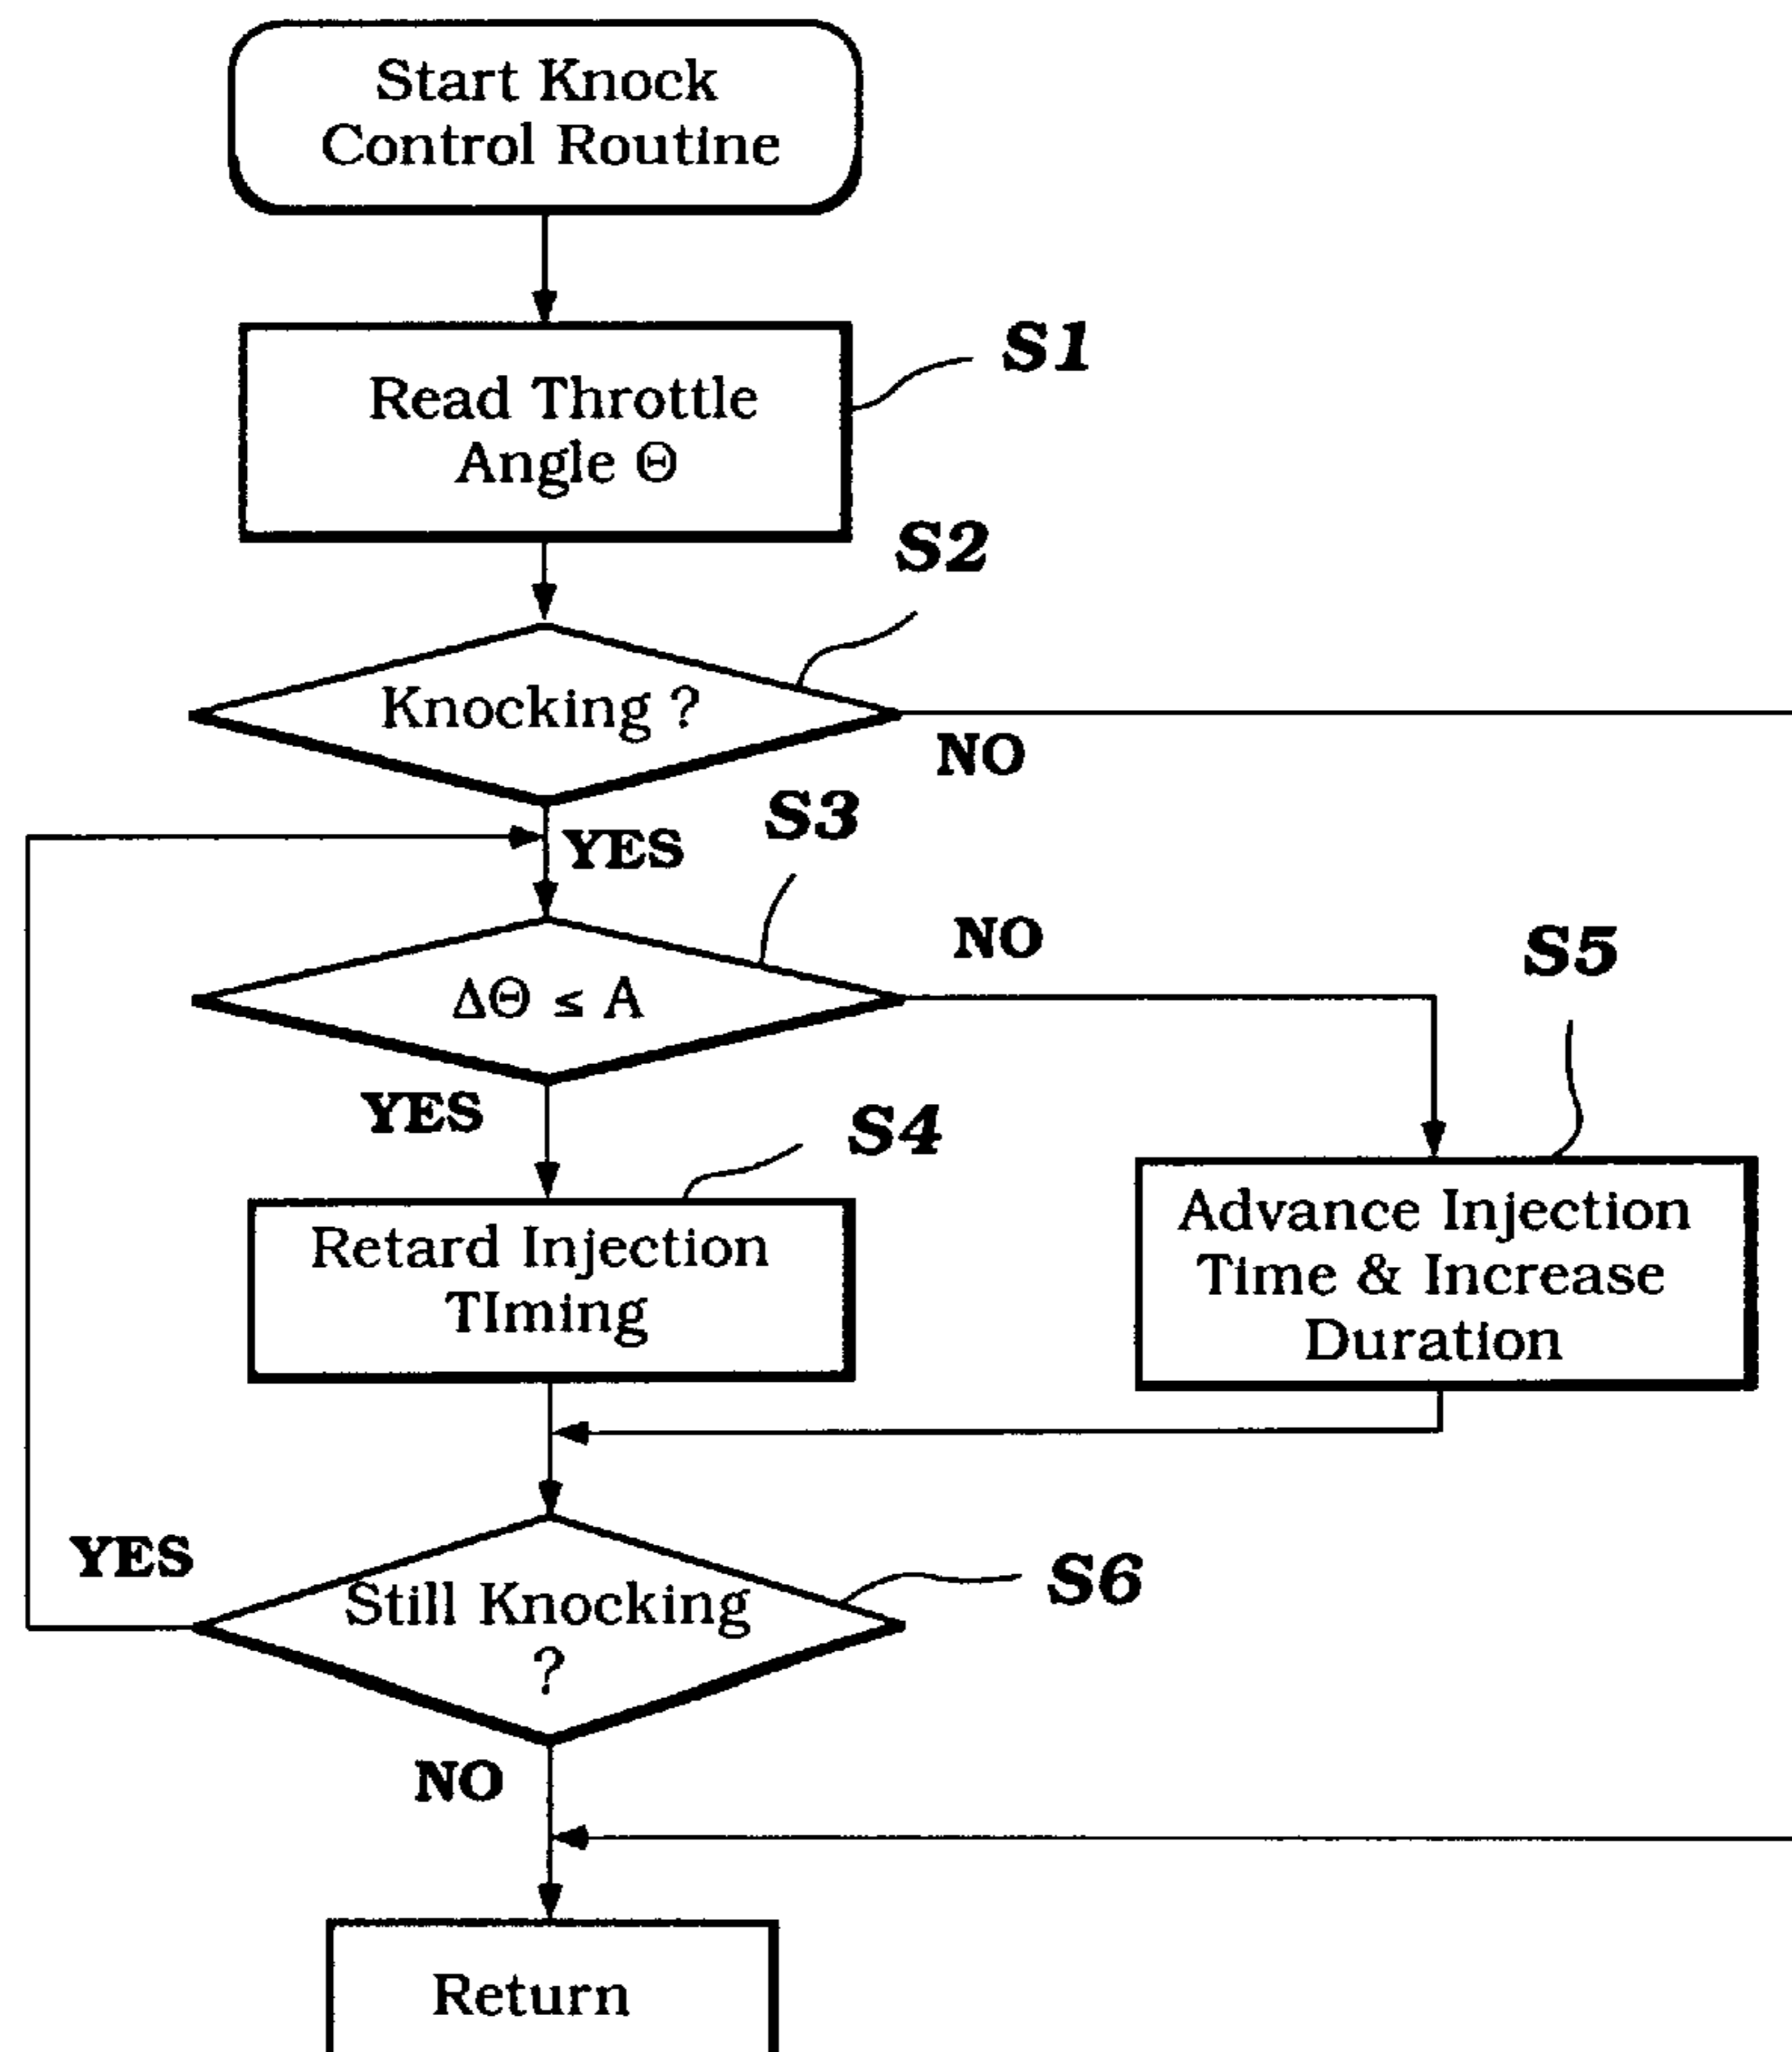 Start Knock
Control Routine
S1
Read Throttle
Angle Θ
S2
Knocking ?
NO
S3
YES
NO
S5
ΔΘ ≤ A
YES
S4
Advance Injection
Time & Increase
Duration
Retard Injection
TIming
YES
S6
Still Knocking
?
NO
Return